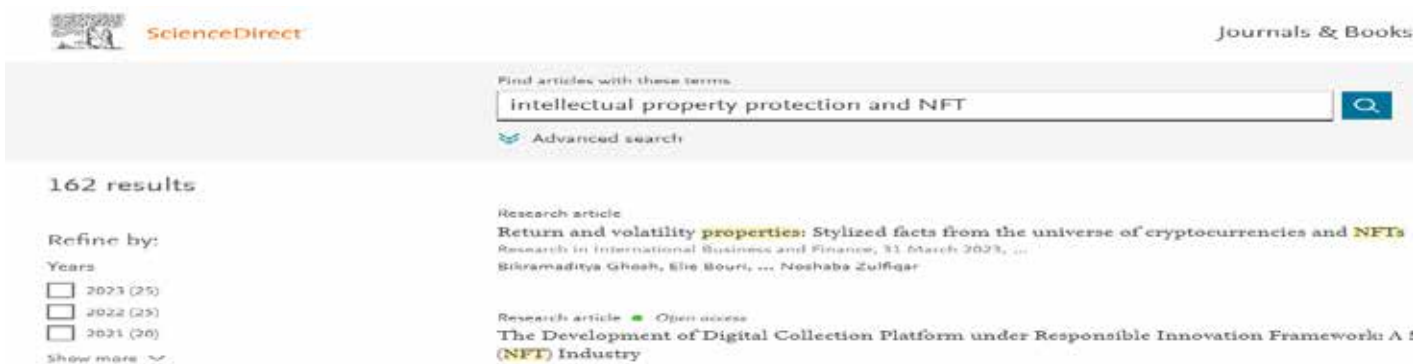 ScienceDirect
Journals & Books
Find articles with these terms
intellectual property protection and NFT
Advanced search
162 results
Refine by:
Years
2023 (25)
2022 (25)
2021 (20)
Show more
Research article
Return and volatility properties: Stylized facts from the universe of cryptocurrencies and NFTs
Research in International Business and Finance, 31 March 2023, ...
Bikramaditya Ghosh, Elie Bouri, ... Noshaba Zulfiqar
Research article Open access
The Development of Digital Collection Platform under Responsible Innovation Framework: A
(NFT) Industry